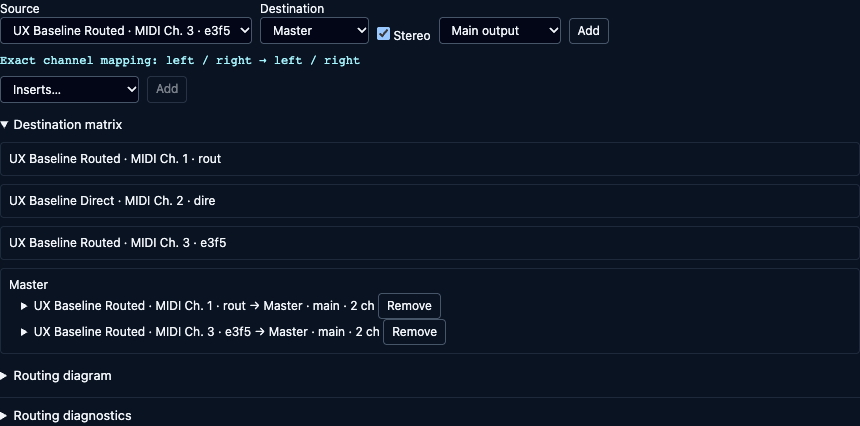 Source Destination
UX Baseline Routed · MIDI Ch. 3 · e3f5 Master Stereo Main output Add
Exact channel mapping: left / right → left / right
Inserts... Add
Destination matrix
UX Baseline Routed · MIDI Ch. 1 · rout
UX Baseline Direct · MIDI Ch. 2 · dire
UX Baseline Routed · MIDI Ch. 3 · e3f5
Master
UX Baseline Routed · MIDI Ch. 1 · rout → Master · main · 2 ch Remove
UX Baseline Routed · MIDI Ch. 3 · e3f5 → Master · main · 2 ch Remove
Routing diagram
Routing diagnostics